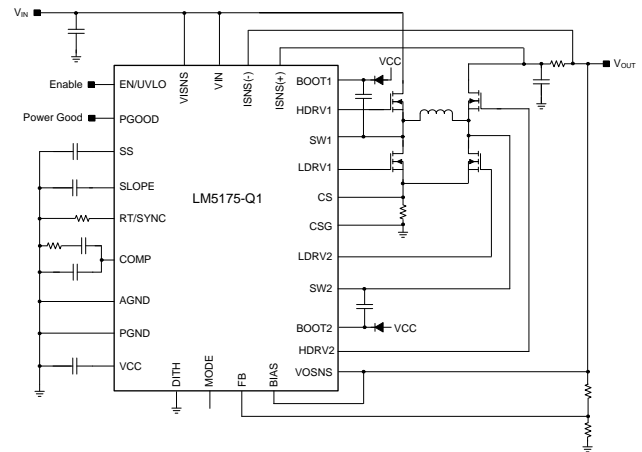 VIN
VISNS
VIN
ISNS(-)
ISNS(+)
Enable
EN/UVLO
Power Good
PGOOD
SS
SLOPE
RT/SYNC
COMP
AGND
PGND
VCC
LM5175-Q1
DITH
MODE
FB
BIAS
BOOT1
VCC
HDRV1
SW1
LDRV1
CS
CSG
LDRV2
SW2
BOOT2
VCC
HDRV2
VOSNS
VOUT